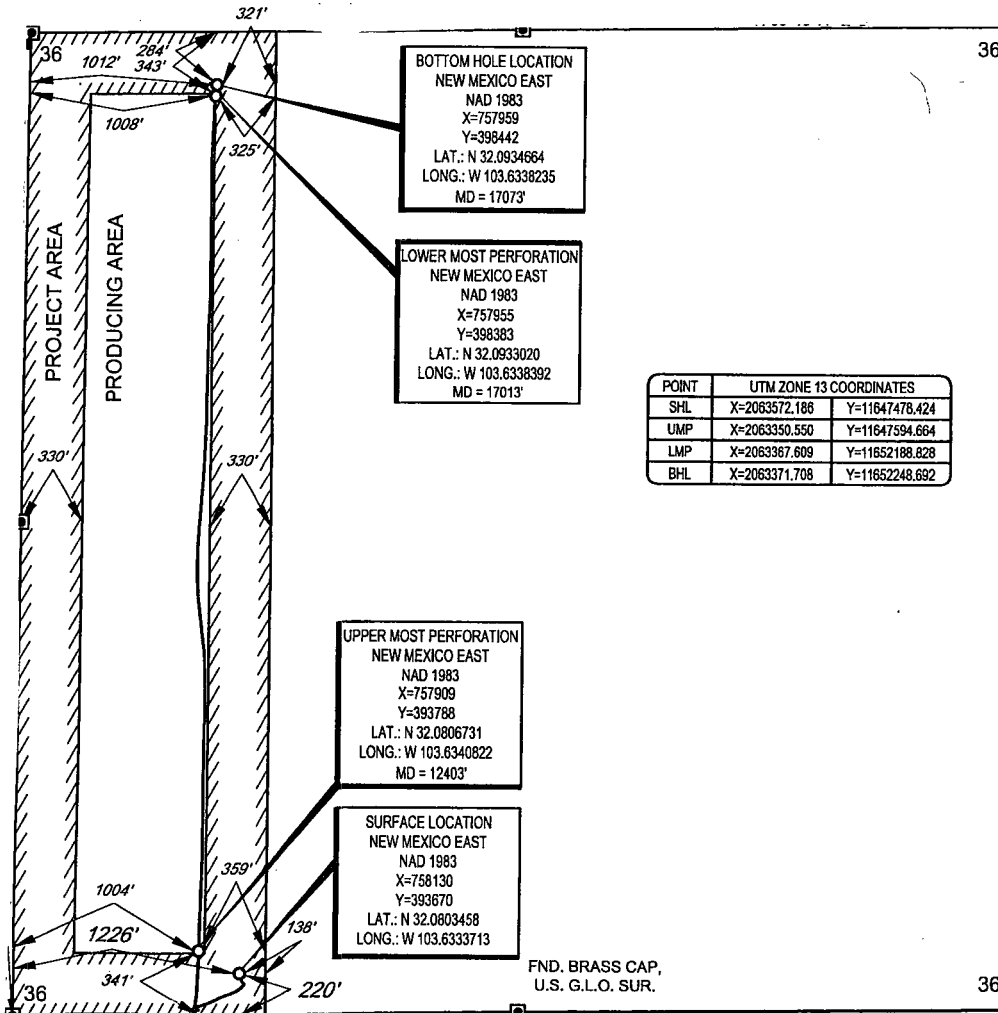 321'
36
36
284'
343'
1012'
1008'
325'
BOTTOM HOLE LOCATION
NEW MEXICO EAST
NAD 1983
X=757959
Y=398442
LAT.: N 32.0934664
LONG.: W 103.6338235
MD = 17073'
PROJECT AREA
PRODUCING AREA
LOWER MOST PERFORATION
NEW MEXICO EAST
NAD 1983
X=757955
Y=398383
LAT.: N 32.0933020
LONG.: W 103.6338392
MD = 17013'
POINT UTM ZONE 13 COORDINATES
SHL X=2063572.186 Y=11647478.424
UMP X=2063350.550 Y=11647594.664
LMP X=2063367.609 Y=11652188.828
BHL X=2063371.708 Y=11652248.692
330'
330'
UPPER MOST PERFORATION
NEW MEXICO EAST
NAD 1983
X=757909
Y=393788
LAT.: N 32.0806731
LONG.: W 103.6340822
MD = 12403'
SURFACE LOCATION
NEW MEXICO EAST
NAD 1983
X=758130
Y=393670
LAT.: N 32.0803458
LONG.: W 103.6333713
1004'
359'
1226'
138'
341'
220'
FND. BRASS CAP,
U.S. G.L.O. SUR.
36
36